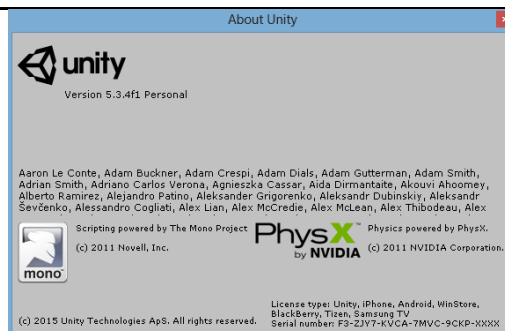 About Unity
unity
Version 5.3.4f1 Personal
Aaron Le Conte, Adam Buckner, Adam Crespi, Adam Dials, Adam Gutterman, Adam Smith,
Adrian Smith, Adriano Carlos Verona, Agnieszka Cassar, Aida Dirmantaite, Akouvi Ahoomey,
Alberto Ramirez, Alejandro Patino, Aleksander Grigorenko, Aleksandr Dubinskiy, Aleksandr
Ševčenko, Alessandro Cogliati, Alex Lian, Alex McCredie, Alex McLean, Alex Thibodeau, Alex
Scripting powered by The Mono Project
(c) 2011 Novell, Inc.
mono
PhysX
by NVIDIA
Physics powered by PhysX.
(c) 2011 NVIDIA Corporation.
(c) 2015 Unity Technologies ApS. All rights reserved.
License type: Unity, iPhone, Android, WinStore,
BlackBerry, Tizen, Samsung TV
Serial number: F3-ZJY7-KVCA-7MVC-9CKP-XXXX